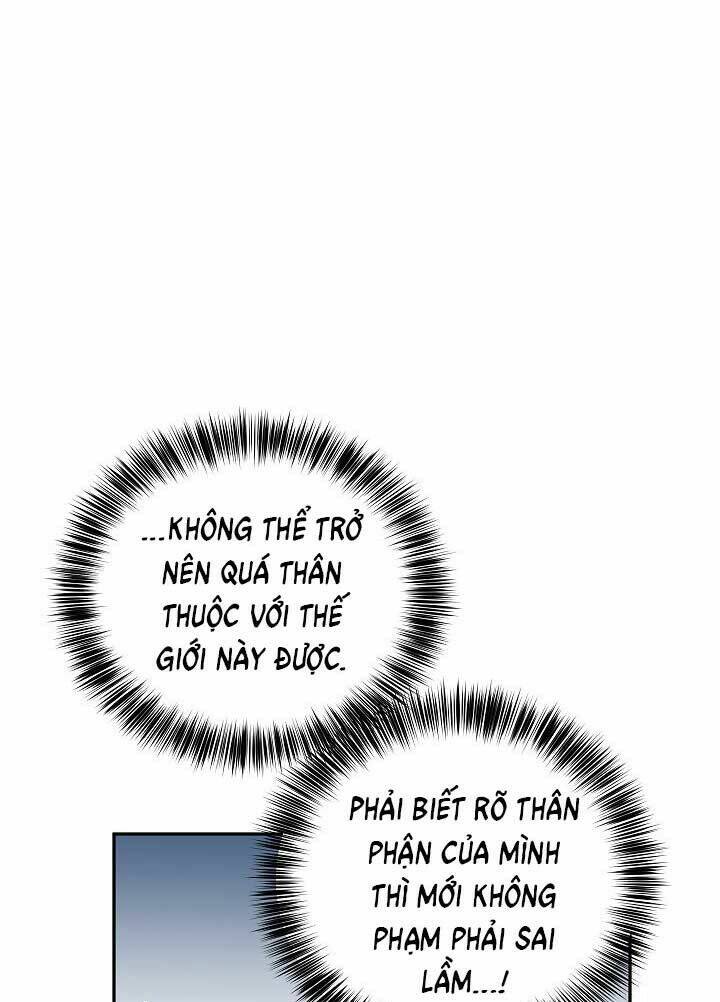 ...KHÔNG THỂ TRỞ
NÊN QUÁ THÂN
THUỘC VỚI THẾ
GIỚI NÀY ĐƯỢC.
PHẢI BIẾT RÕ THÂN
PHẬN CỦA MÌNH
THÌ MỚI KHÔNG
PHẠM PHẢI SAI
LẦM...!